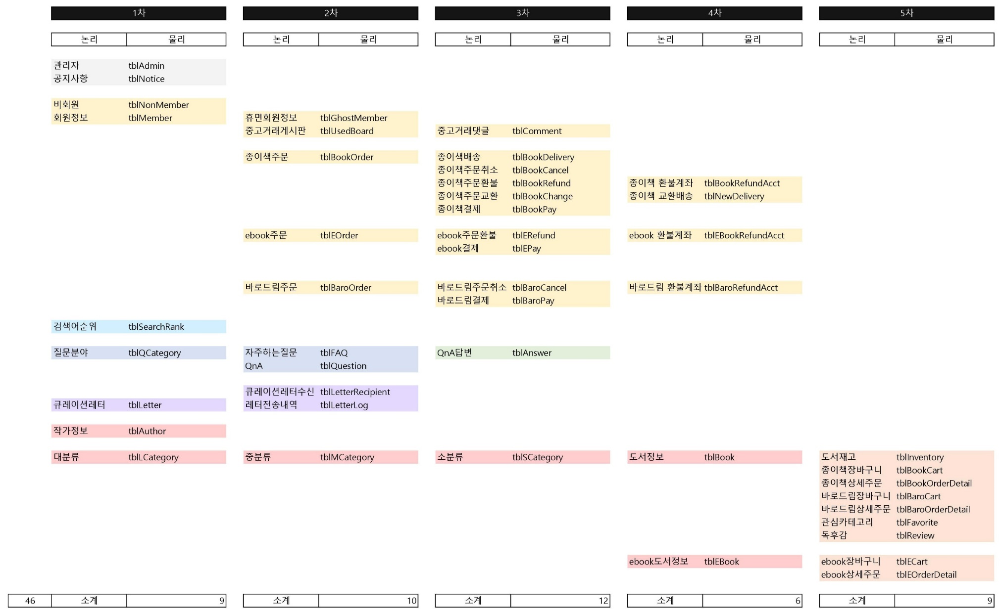 1차 2차 3차 4차 5차
논리 물리 논리 물리 논리 물리 논리 물리 논리 물리
관리자 tblAdmin
공지사항 tblNotice
비회원 tblNonMember
회원정보 tblMember 휴면회원정보 tblGhostMember
중고거래게시판 tblUsedBoard 중고거래댓글 tblComment
종이책주문 tblBookOrder 종이책배송 tblBookDelivery
종이책주문취소 tblBookCancel
종이책주문환불 tblBookRefund 종이책 환불계좌 tblBookRefundAcct
종이책주문교환 tblBookChange 종이책 교환배송 tblNewDelivery
종이책결제 tblBookPay
ebook주문 tblEOrder ebook주문환불 tblERefund ebook 환불계좌 tblEBookRefundAcct
ebook결제 tblEPay
바로드림주문 tblBaroOrder 바로드림주문취소 tblBaroCancel 바로드림 환불계좌 tblBaroRefundAcct
바로드림결제 tblBaroPay
검색어순위 tblSearchRank
질문분야 tblQCategory 자주하는질문 tblFAQ QnA답변 tblAnswer
QnA tblQuestion
큐레이션레터수신 tblLetterRecipient
큐레이션레터 tblLetter 레터전송내역 tblLetterLog
작가정보 tblAuthor
대분류 tblLCategory 중분류 tblMCategory 소분류 tblSCategory 도서정보 tblBook 도서재고 tblInventory
종이책장바구니 tblBookCart
종이책상세주문 tblBookOrderDetail
바로드림장바구니 tblBaroCart
바로드림상세주문 tblBaroOrderDetail
관심카테고리 tblFavorite
독후감 tblReview
ebook도서정보 tblEBook ebook장바구니 tblECart
ebook상세주문 tblEOrderDetail
46 소계 9 소계 10 소계 12 소계 6 소계 9